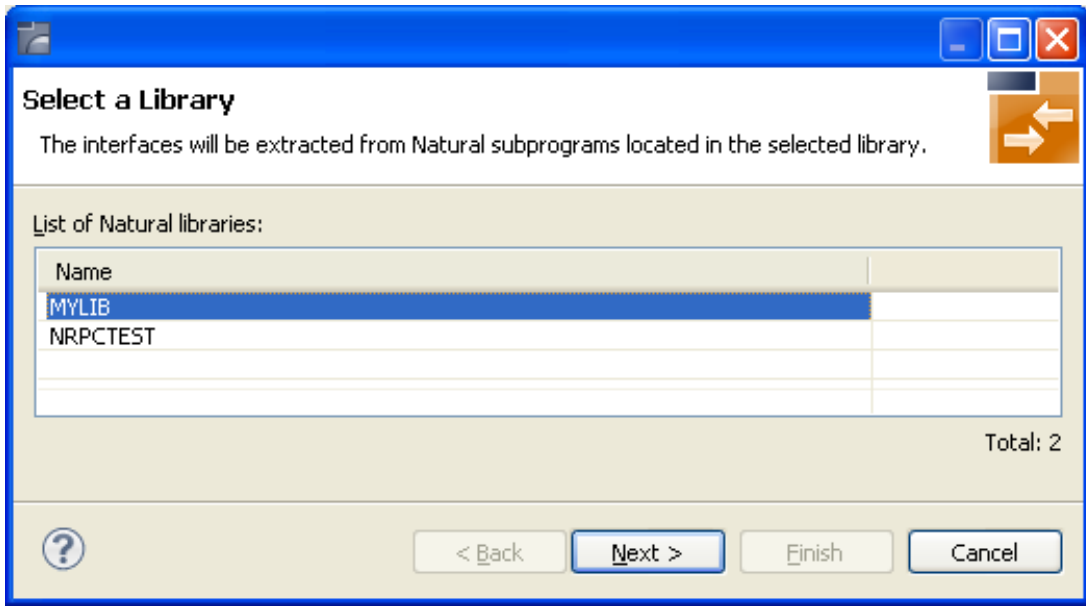 Select a Library
The interfaces will be extracted from Natural subprograms located in the selected library.
List of Natural libraries:
Name
MYLIB
NRPCTEST
Total: 2
? < Back Next > Finish Cancel